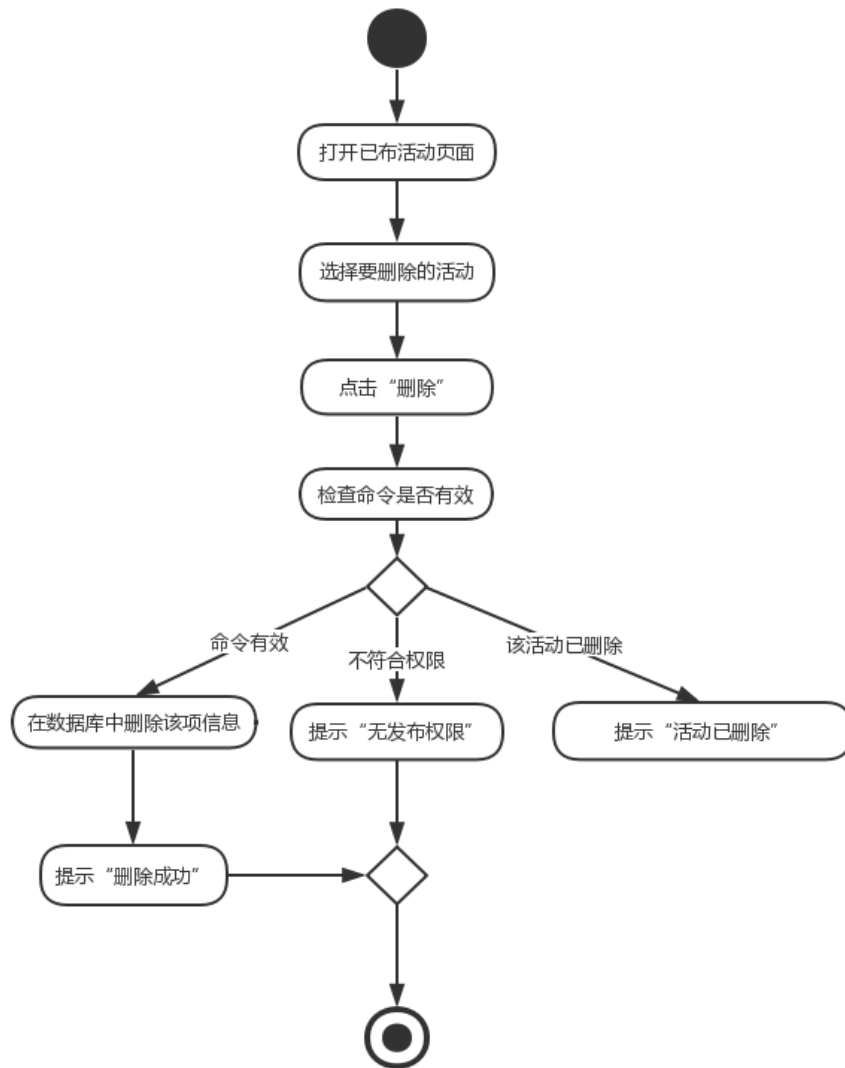 打开已布活动页面
选择要删除的活动
点击“删除”
检查命令是否有效
命令有效
不符合权限
该活动已删除
在数据库中删除该项信息
提示“无发布权限”
提示“活动已删除”
提示“删除成功”